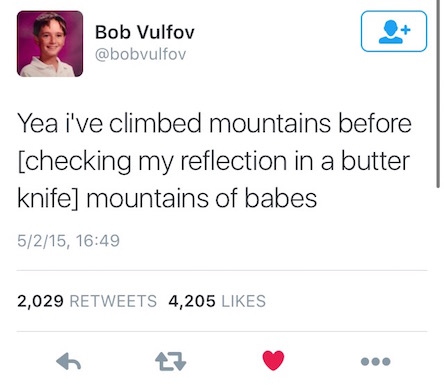 Bob Vulfov
@bobvulfov
Yea i've climbed mountains before
[checking my reflection in a butter
knife] mountains of babes
5/2/15, 16:49
2,029 RETWEETS 4,205 LIKES